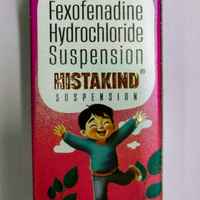 Fexofenadine
Hydrochloride
Suspension
HISTAKIND®
SUSPENSION